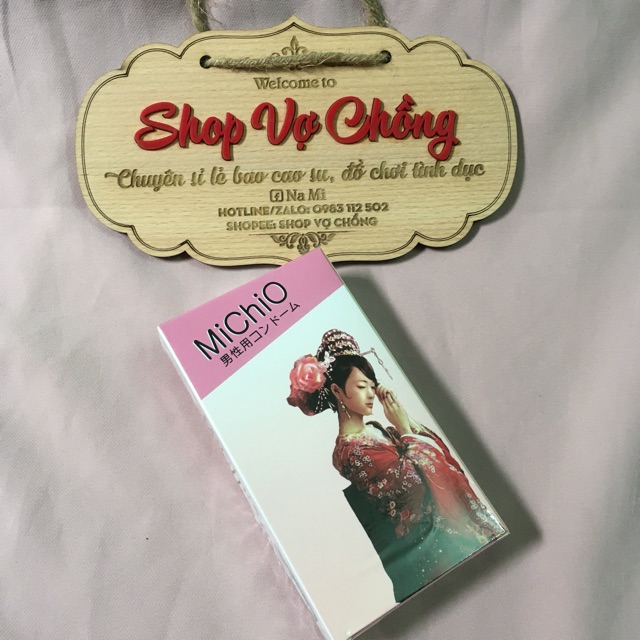 Welcome to
Shop Vợ Chồng
Chuyên sỉ lẻ bao cao su, đồ chơi tình dục
Na Mi
HOTLINE/ZALO: 0983 112 502
SHOPEE: SHOP VỢ CHỒNG
MiChiO
男性用コンドーム